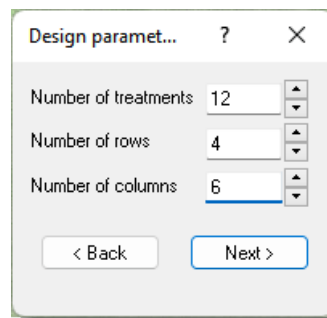 Design paramet... ?
Number of treatments 12
Number of rows 4
Number of columns 6
< Back Next >